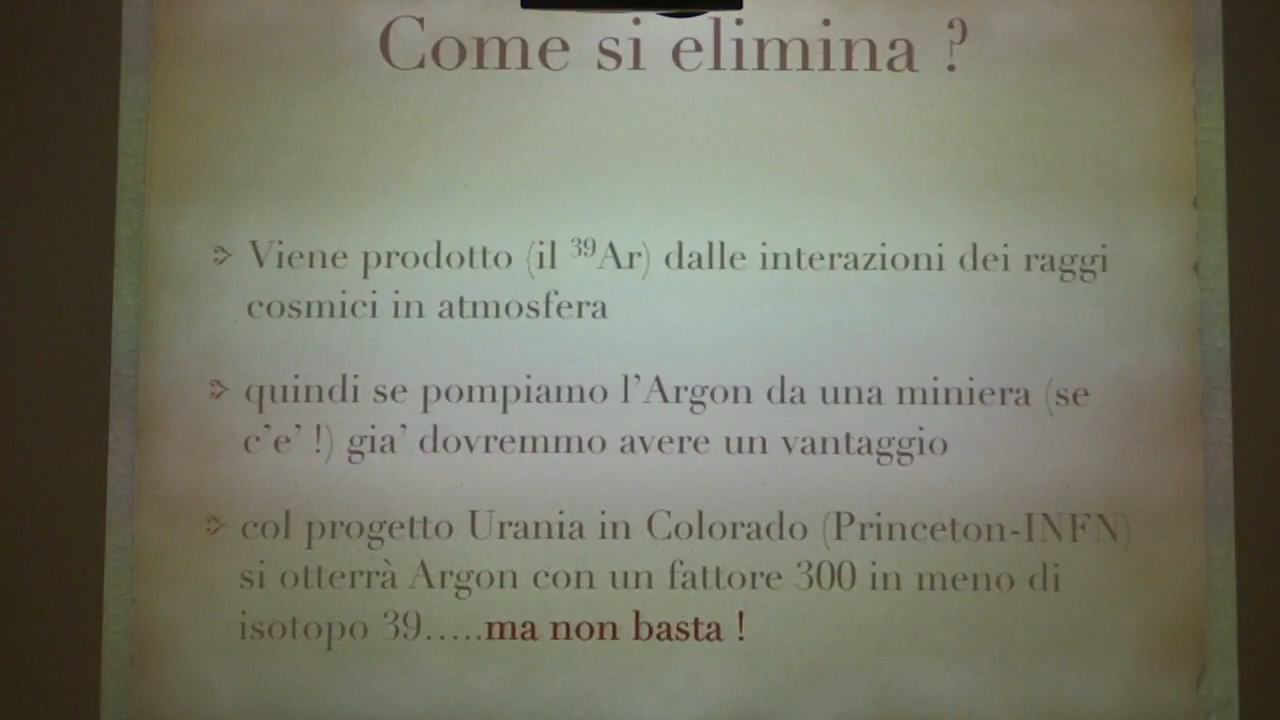 Come si elimina ?
Viene prodotto (il ³⁹Ar) dalle interazioni dei raggi
cosmici in atmosfera
quindi se pompiamo l'Argon da una miniera (se
c'e' !) gia' dovremmo avere un vantaggio
col progetto Urania in Colorado (Princeton-INFN)
si otterrà Argon con un fattore 300 in meno di
isotopo 39.....ma non basta !